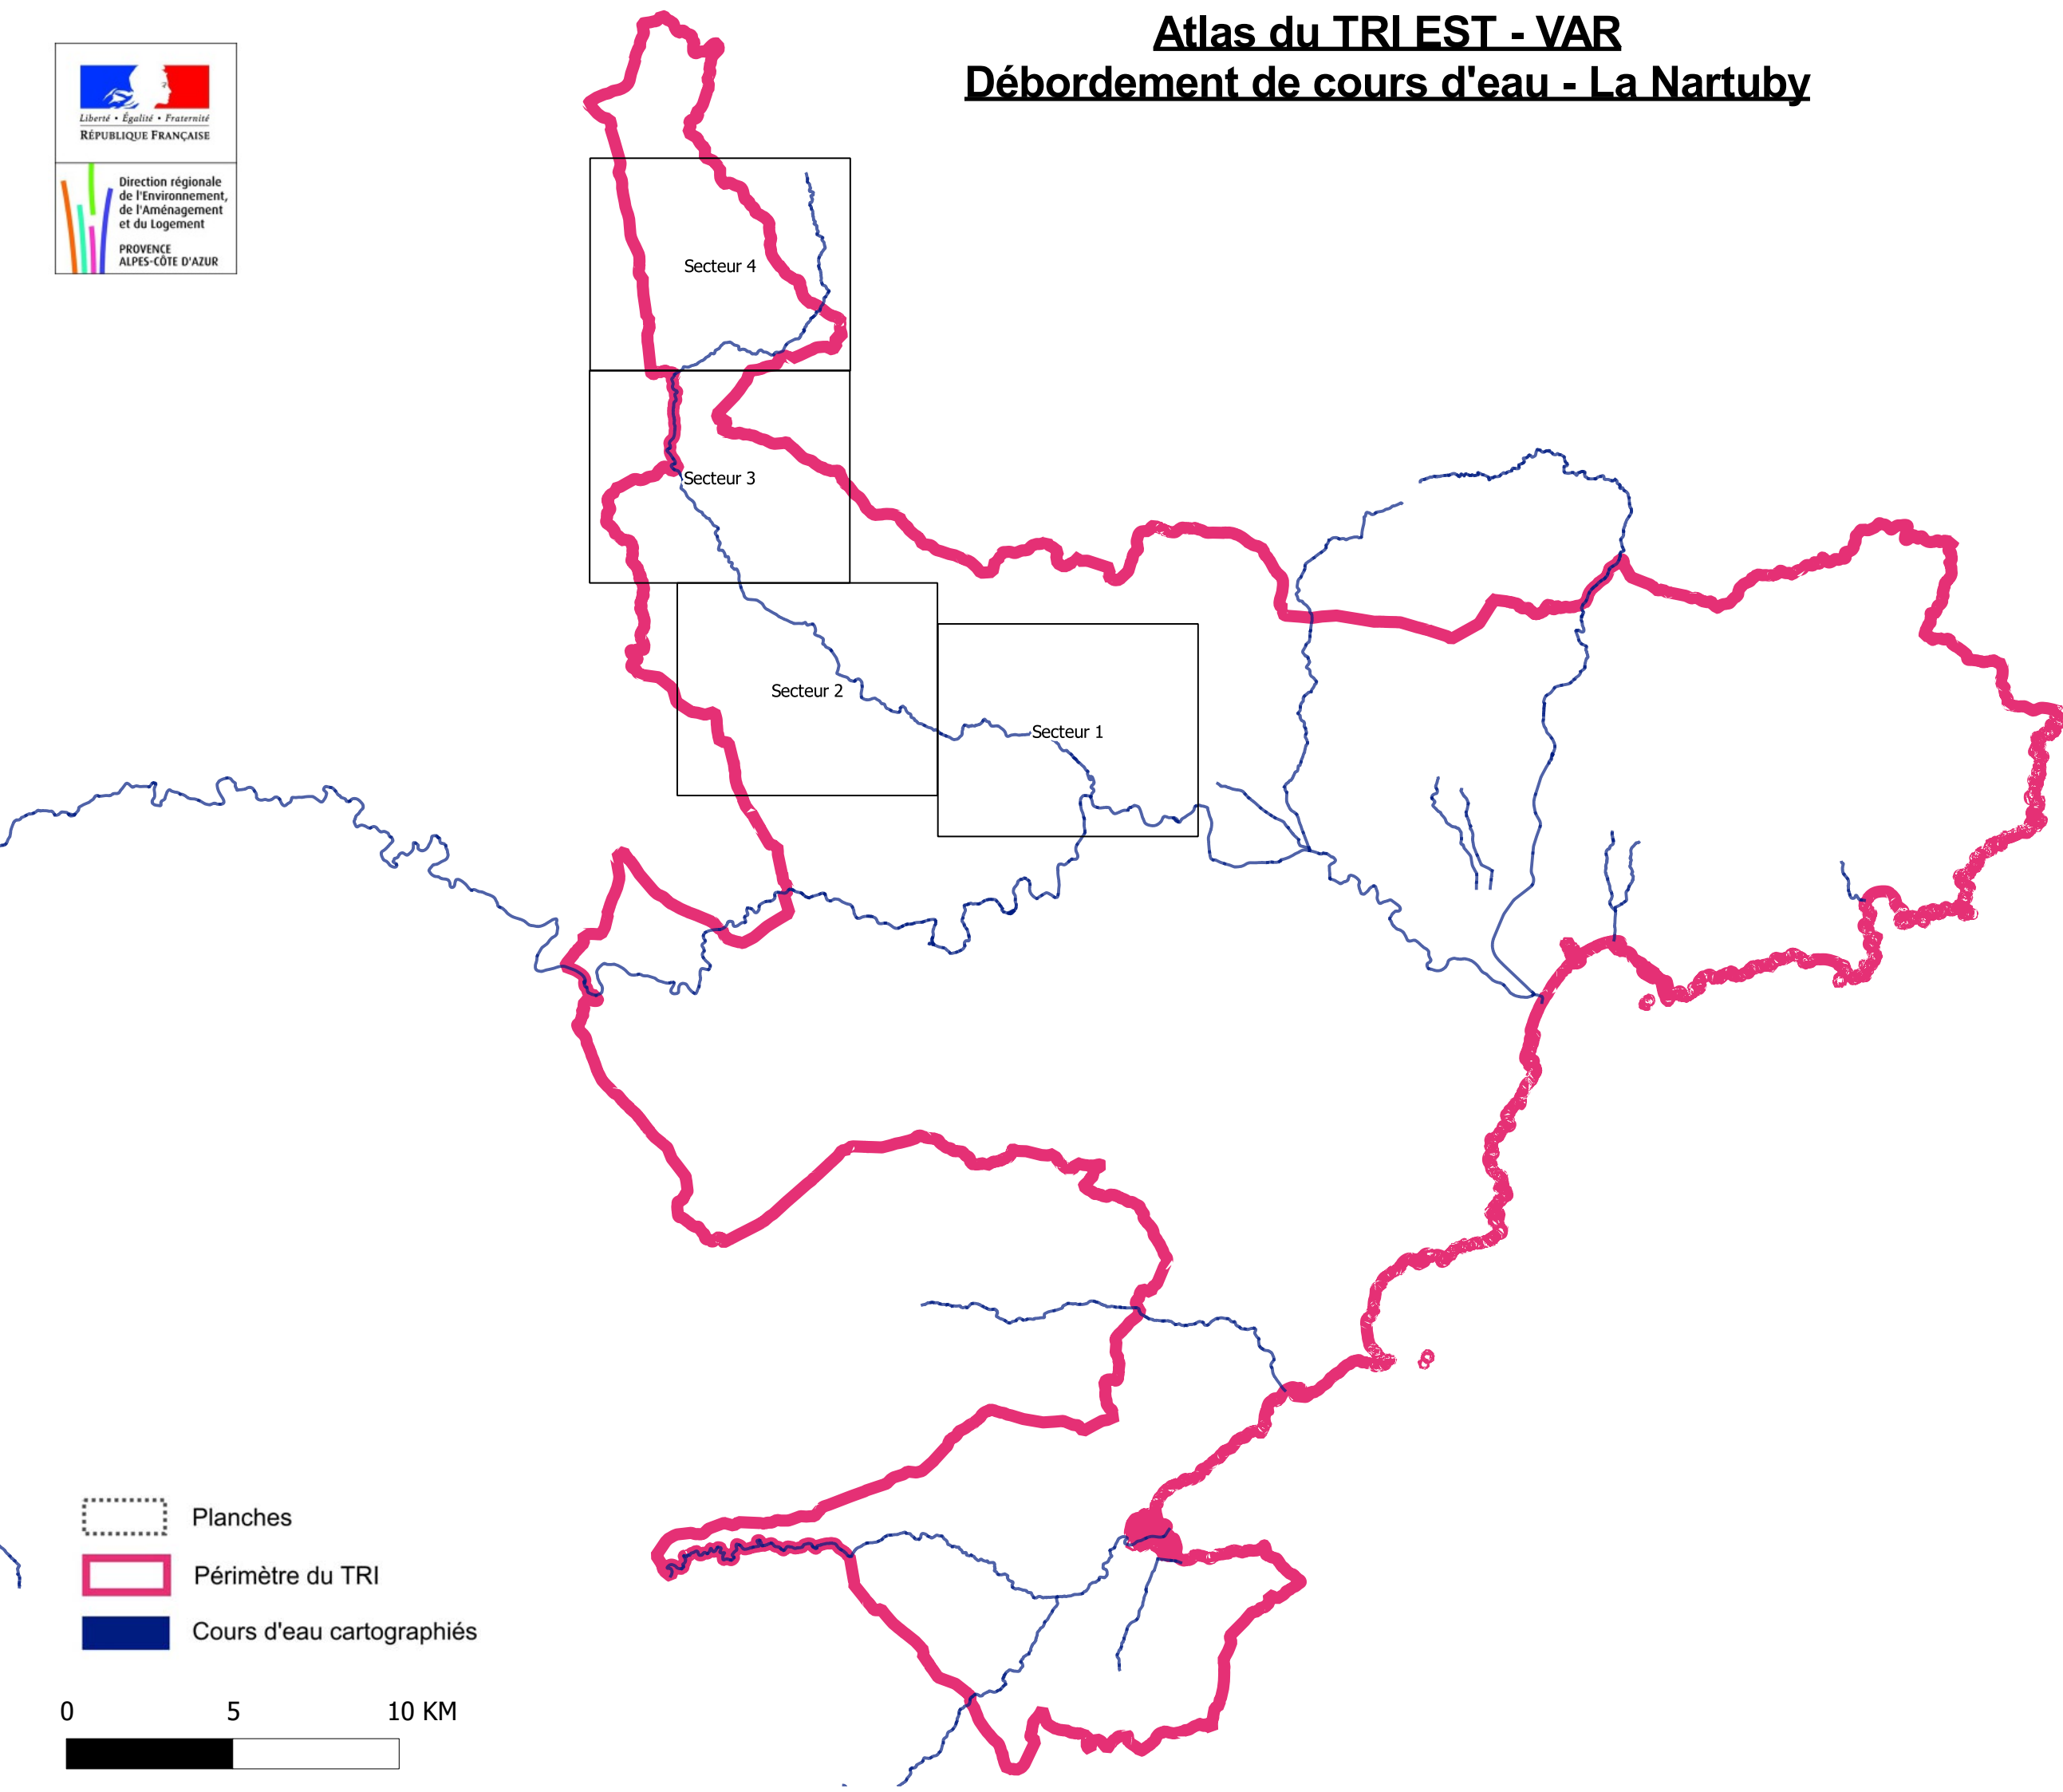 Atlas du TRI EST - VAR
Débordement de cours d'eau - La Nartuby
Liberté • Égalité • Fraternité
RÉPUBLIQUE FRANÇAISE
Direction régionale
de l'Environnement,
de l'Aménagement
et du Logement
PROVENCE
ALPES-CÔTE D'AZUR
Secteur 4
Secteur 3
Secteur 2
Secteur 1
Planches
Périmètre du TRI
Cours d'eau cartographiés
0 5 10 KM